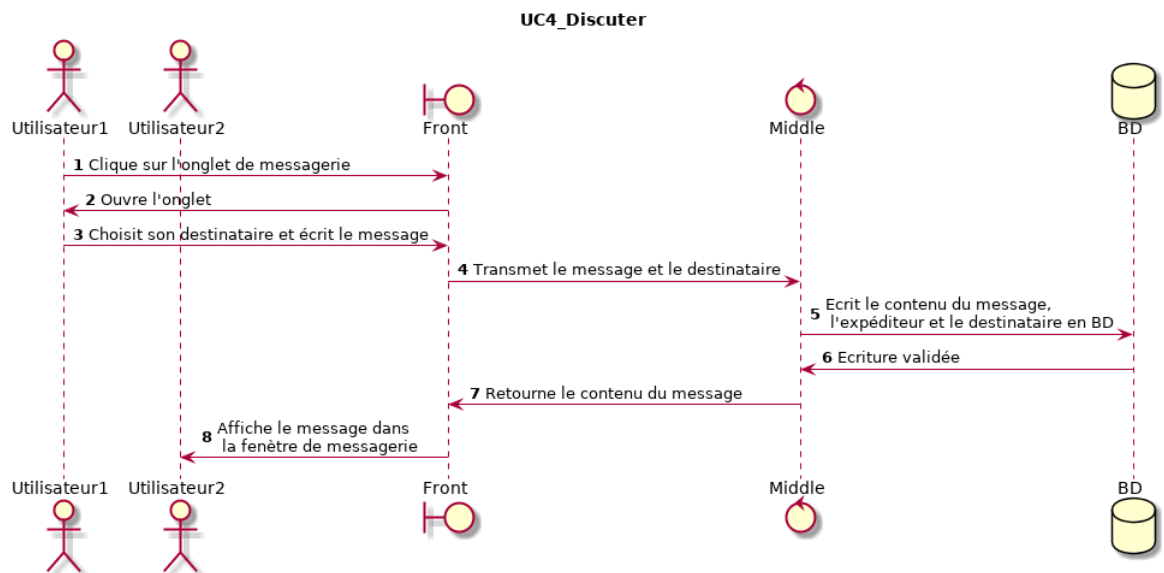 UC4_Discuter
Utilisateur1 Utilisateur2 Front Middle BD
1 Clique sur l'onglet de messagerie
2 Ouvre l'onglet
3 Choisit son destinataire et écrit le message
4 Transmet le message et le destinataire
5 Ecrit le contenu du message,
l'expéditeur et le destinataire en BD
6 Ecriture validée
7 Retourne le contenu du message
8 Affiche le message dans
la fenètre de messagerie
Utilisateur1 Utilisateur2 Front Middle BD